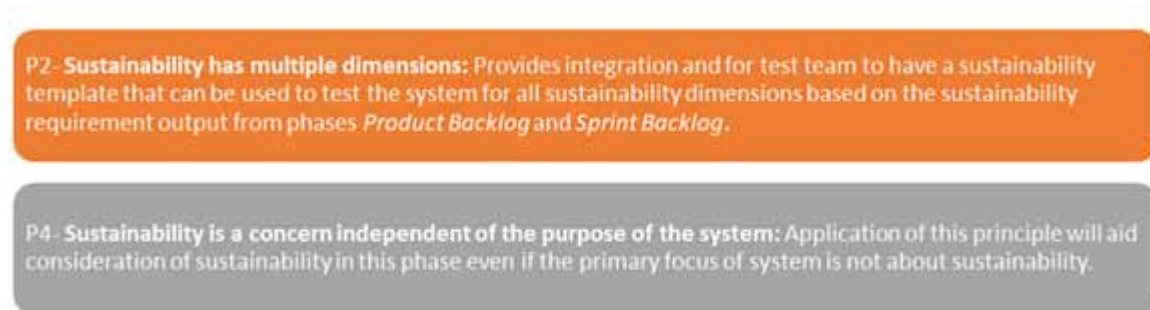 P2- Sustainability has multiple dimensions: Provides integration and for test team to have a sustainability
template that can be used to test the system for all sustainability dimensions based on the sustainability
requirement output from phases Product Backlog and Sprint Backlog.
P4- Sustainability is a concern independent of the purpose of the system: Application of this principle will aid
consideration of sustainability in this phase even if the primary focus of system is not about sustainability.